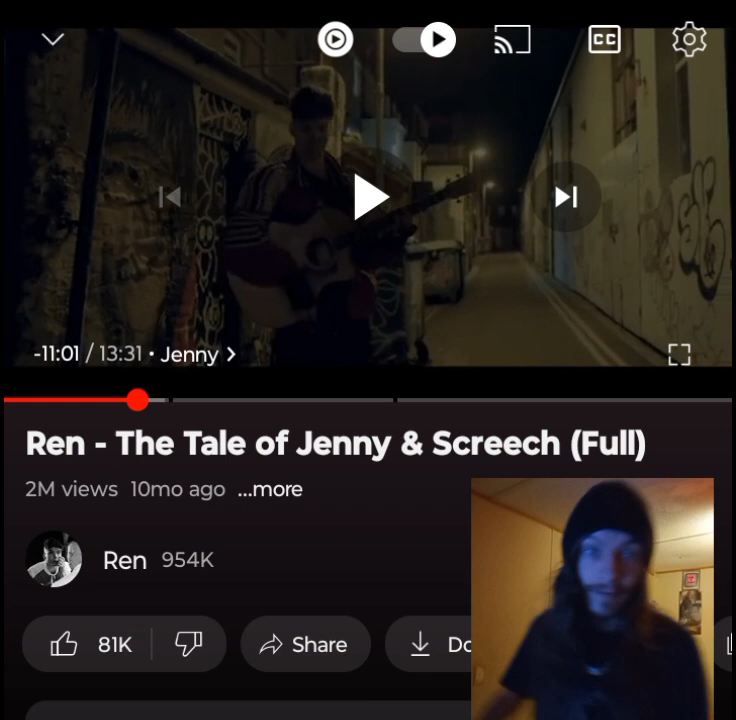 CC
-11:01 / 13:31 • Jenny >
Ren - The Tale of Jenny & Screech (Full)
2M views 10mo ago ...more
Ren 954K
81K
Share
Do